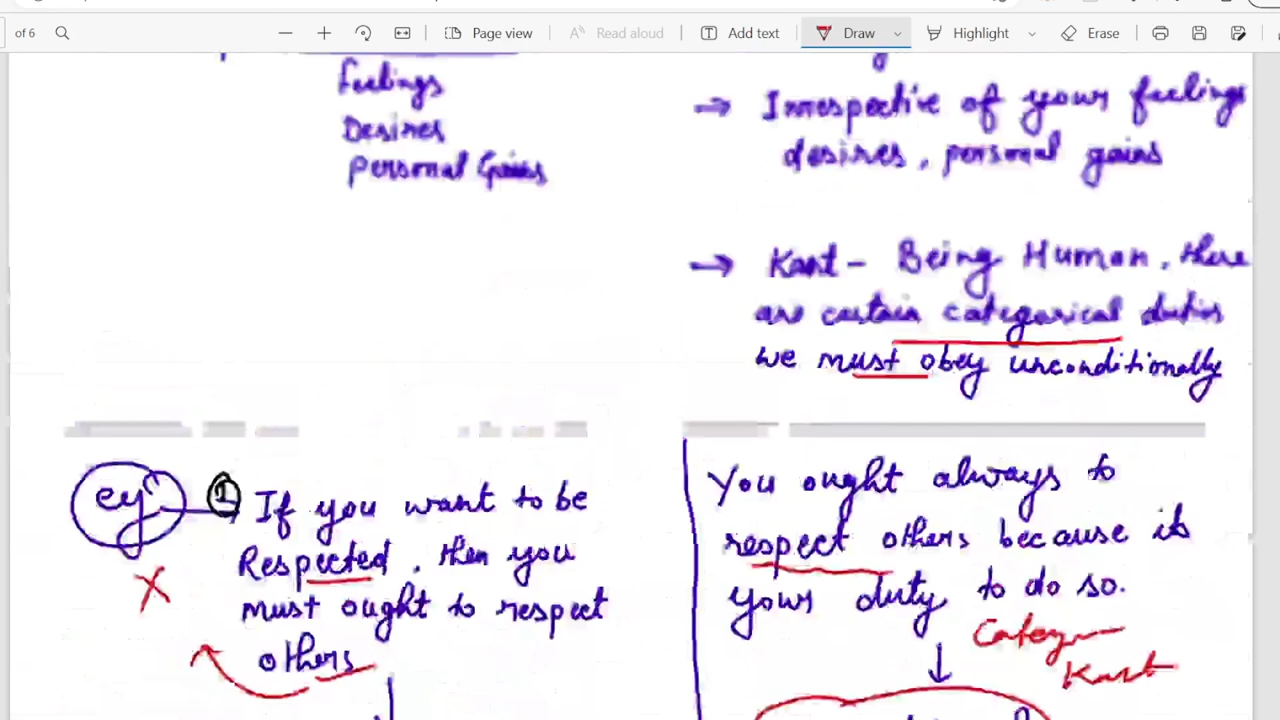 of 6 Page view Read aloud Add text Draw Highlight Erase
Feelings
Desires
Personal Gains
→ Irrespective of your feelings
desires, personal gains
→ Kant - Being Human, there
are certain categorical duties
we must obey unconditionally
eg
1 If you want to be
Respected, then you
must ought to respect
others
You ought always to
respect others because its
your duty to do so.
Kant